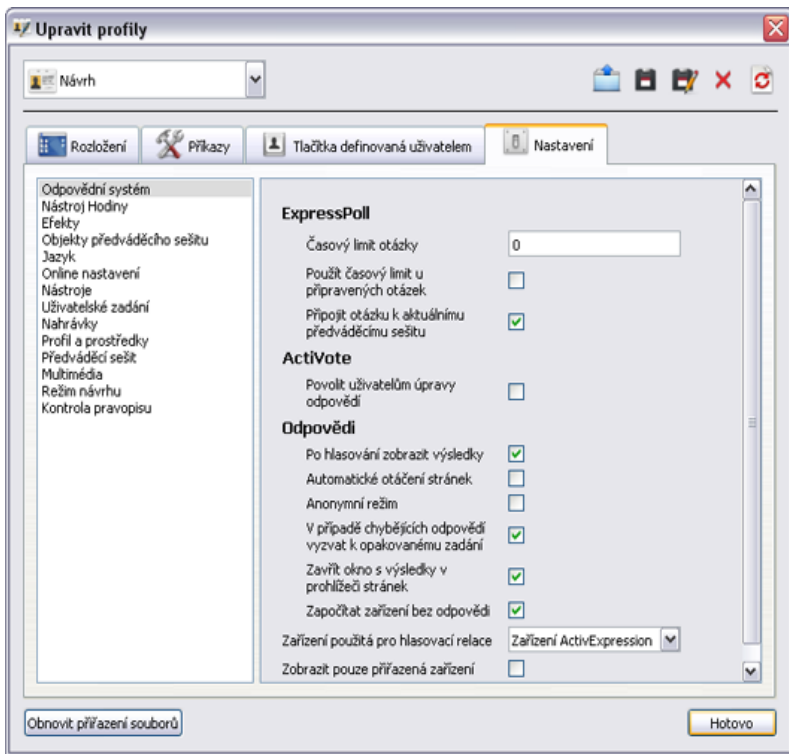 Upravit profily
Návrh
Rozložení
Příkazy
Tlačítka definovaná uživatelem
Nastavení
Odpovědní systém
Nástroj Hodiny
Efekty
Objekty předváděcího sešitu
Jazyk
Online nastavení
Nástroje
Uživatelské zadání
Nahrávky
Profil a prostředky
Předváděcí sešit
Multimédia
Režim návrhu
Kontrola pravopisu
ExpressPoll
Časový limit otázky
0
Použít časový limit u
připravených otázek
Připojit otázku k aktuálnímu
předváděcímu sešitu
ActiVote
Povolit uživatelům úpravy
odpovědí
Odpovědi
Po hlasování zobrazit výsledky
Automatické otáčení stránek
Anonymní režim
V případě chybějících odpovědí
vyzvat k opakovanému zadání
Zavřít okno s výsledky v
prohlížeči stránek
Započítat zařízení bez odpovědi
Zařízení použitá pro hlasovací relace
Zařízení ActivExpression
Zobrazit pouze přiřazená zařízení
Obnovit přiřazení souborů
Hotovo